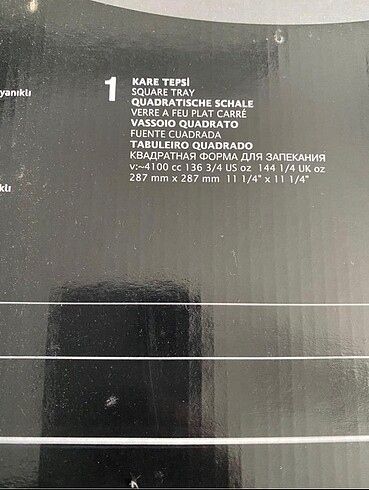 yanıklı
1
KARE TEPSİ
SQUARE TRAY
QUADRATISCHE SCHALE
VERRE A FEU PLAT CARRÉ
VASSOIO QUADRATO
FUENTE CUADRADA
TABULEIRO QUADRADO
КВАДРАТНАЯ ФОРМА ДЛЯ ЗАПЕКАНИЯ
v:~4100 cc 136 3/4 US oz 144 1/4 UK oz
287 mm x 287 mm 11 1/4" x 11 1/4"
klı